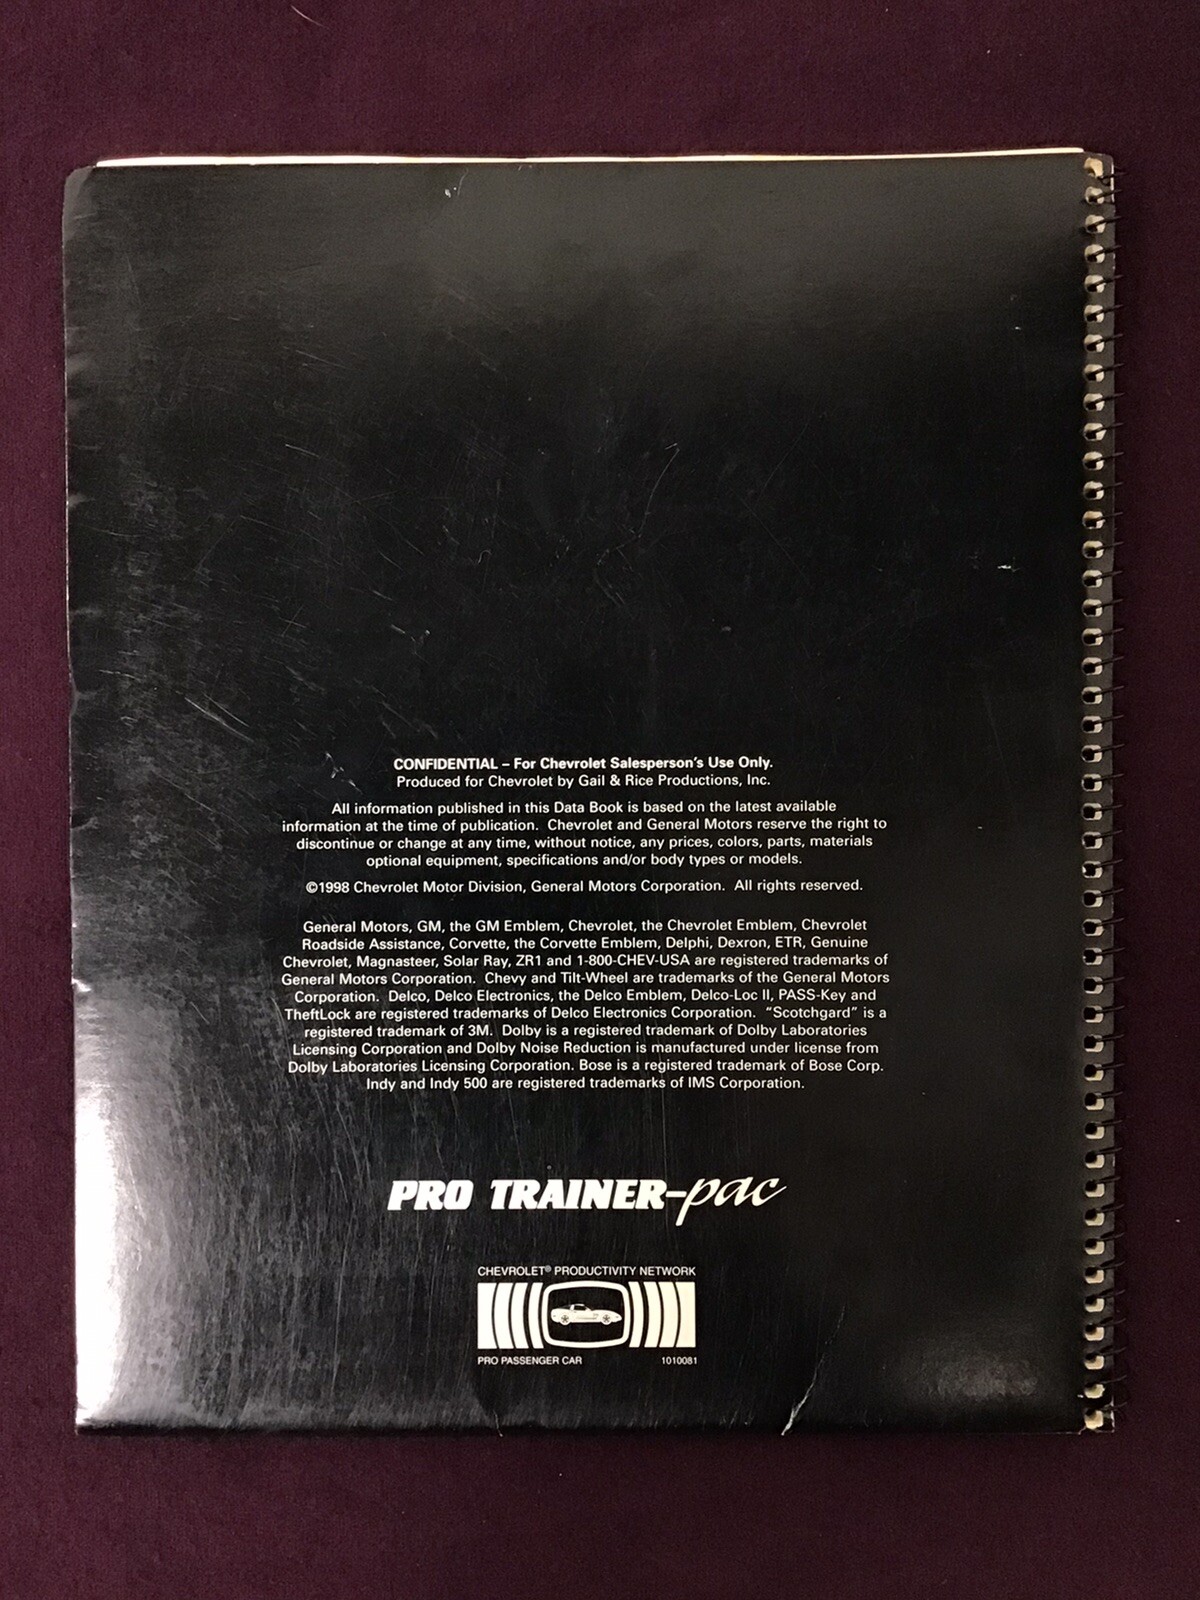 CONFIDENTIAL – For Chevrolet Salesperson's Use Only.
Produced for Chevrolet by Gail & Rice Productions, Inc.
All information published in this Data Book is based on the latest available
information at the time of publication. Chevrolet and General Motors reserve the right to
discontinue or change at any time, without notice, any prices, colors, parts, materials
optional equipment, specifications and/or body types or models.
©1998 Chevrolet Motor Division, General Motors Corporation. All rights reserved.
General Motors, GM, the GM Emblem, Chevrolet, the Chevrolet Emblem, Chevrolet
Roadside Assistance, Corvette, the Corvette Emblem, Delphi, Dexron, ETR, Genuine
Chevrolet, Magnasteer, Solar Ray, ZR1 and 1-800-CHEV-USA are registered trademarks of
General Motors Corporation. Chevy and Tilt-Wheel are trademarks of the General Motors
Corporation. Delco, Delco Electronics, the Delco Emblem, Delco-Loc II, PASS-Key and
TheftLock are registered trademarks of Delco Electronics Corporation. "Scotchgard" is a
registered trademark of 3M. Dolby is a registered trademark of Dolby Laboratories
Licensing Corporation and Dolby Noise Reduction is manufactured under license from
Dolby Laboratories Licensing Corporation. Bose is a registered trademark of Bose Corp.
Indy and Indy 500 are registered trademarks of IMS Corporation.
PRO TRAINER-pac
CHEVROLET® PRODUCTIVITY NETWORK
PRO PASSENGER CAR 1010081